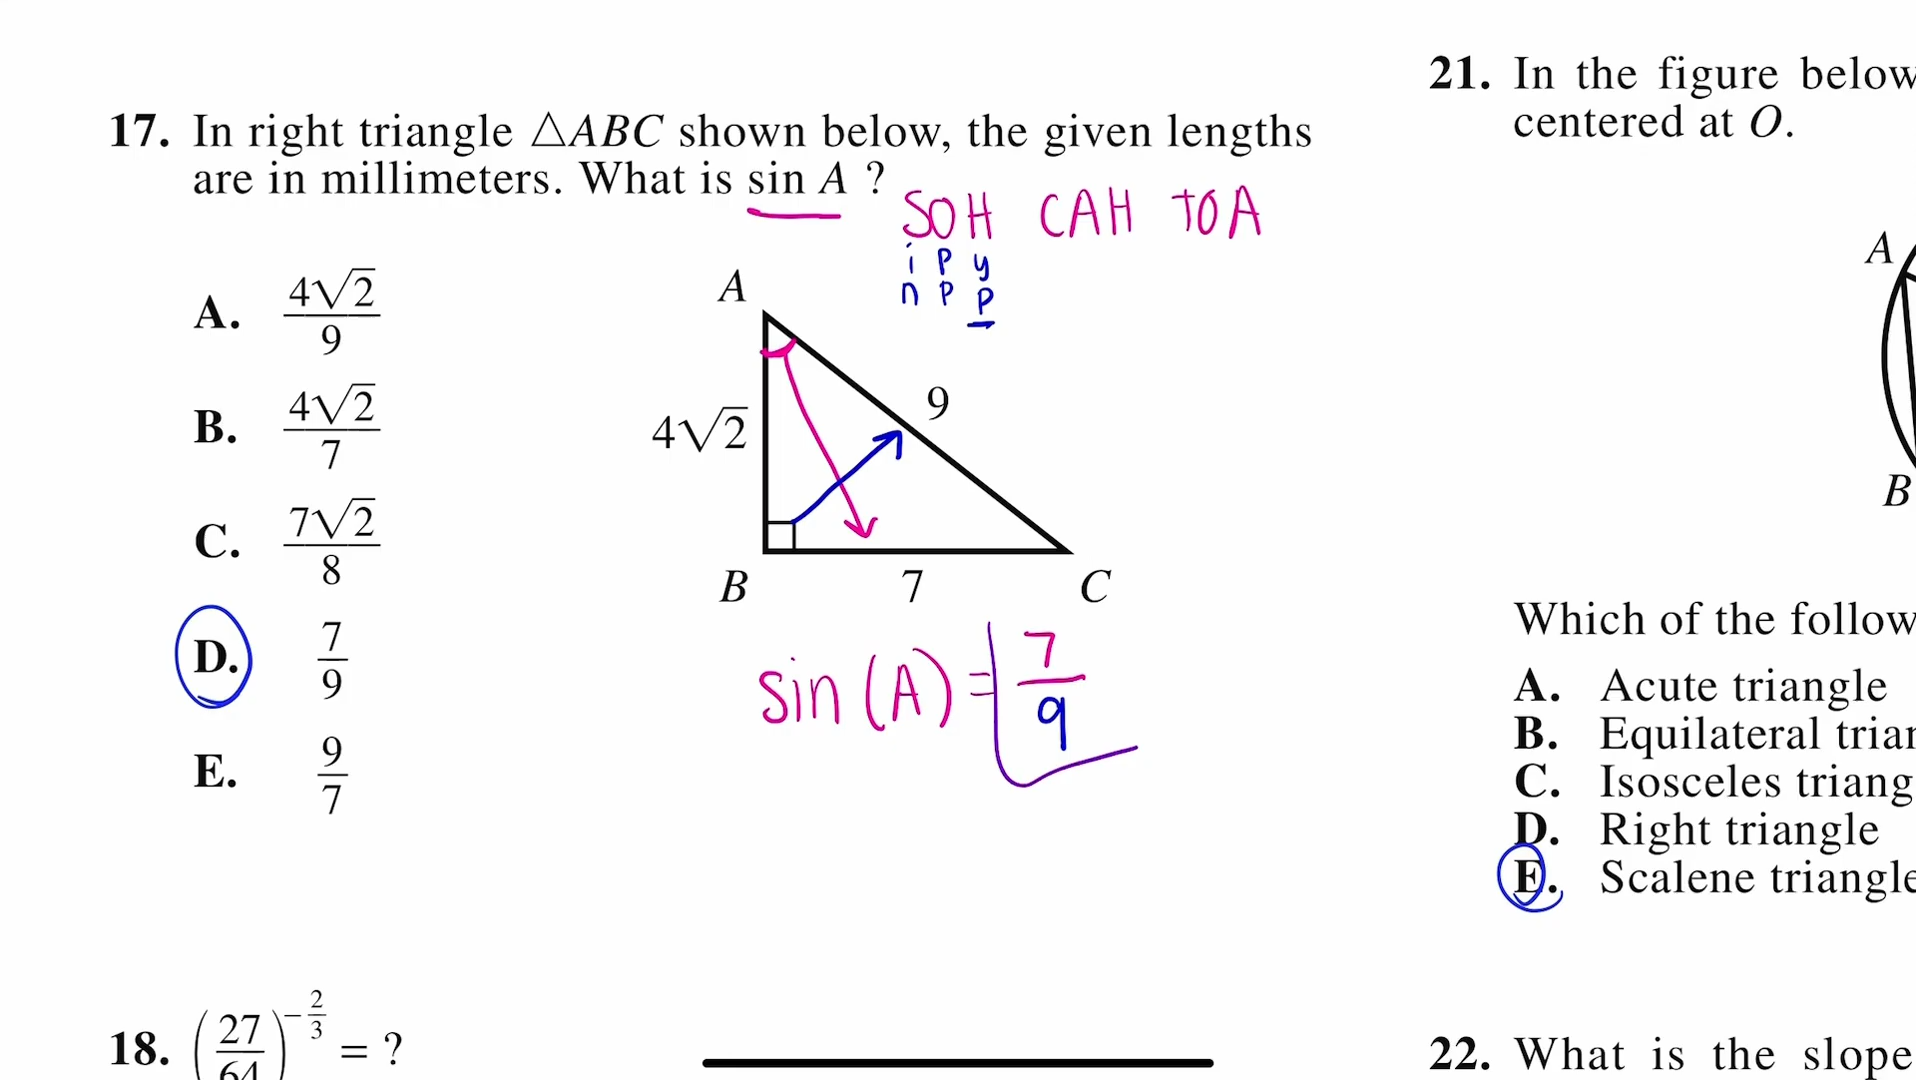 17. In right triangle △ABC shown below, the given lengths
are in millimeters. What is sin A ?
SOH CAH TOA
i p y
n p p
A. 4√2/9
B. 4√2/7
C. 7√2/8
D. 7/9
E. 9/7
A
4√2
9
B 7 C
sin (A) = 7/9
18. (27/64)^(-2/3) = ?
21. In the figure below
centered at O.
A
B
Which of the follow
A. Acute triangle
B. Equilateral
C. Isosceles
D. Right triangle
E. Scalene triangle
22. What is the slope